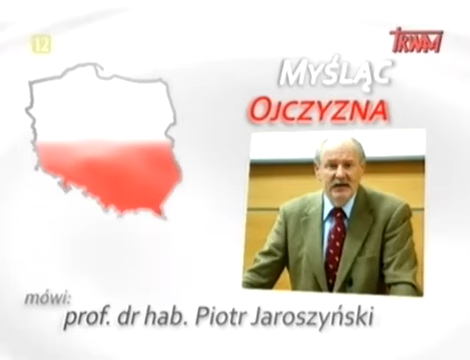 12
TRWAM
MYŚLĄC
OJCZYZNA
mówi:
prof. dr hab. Piotr Jaroszyński